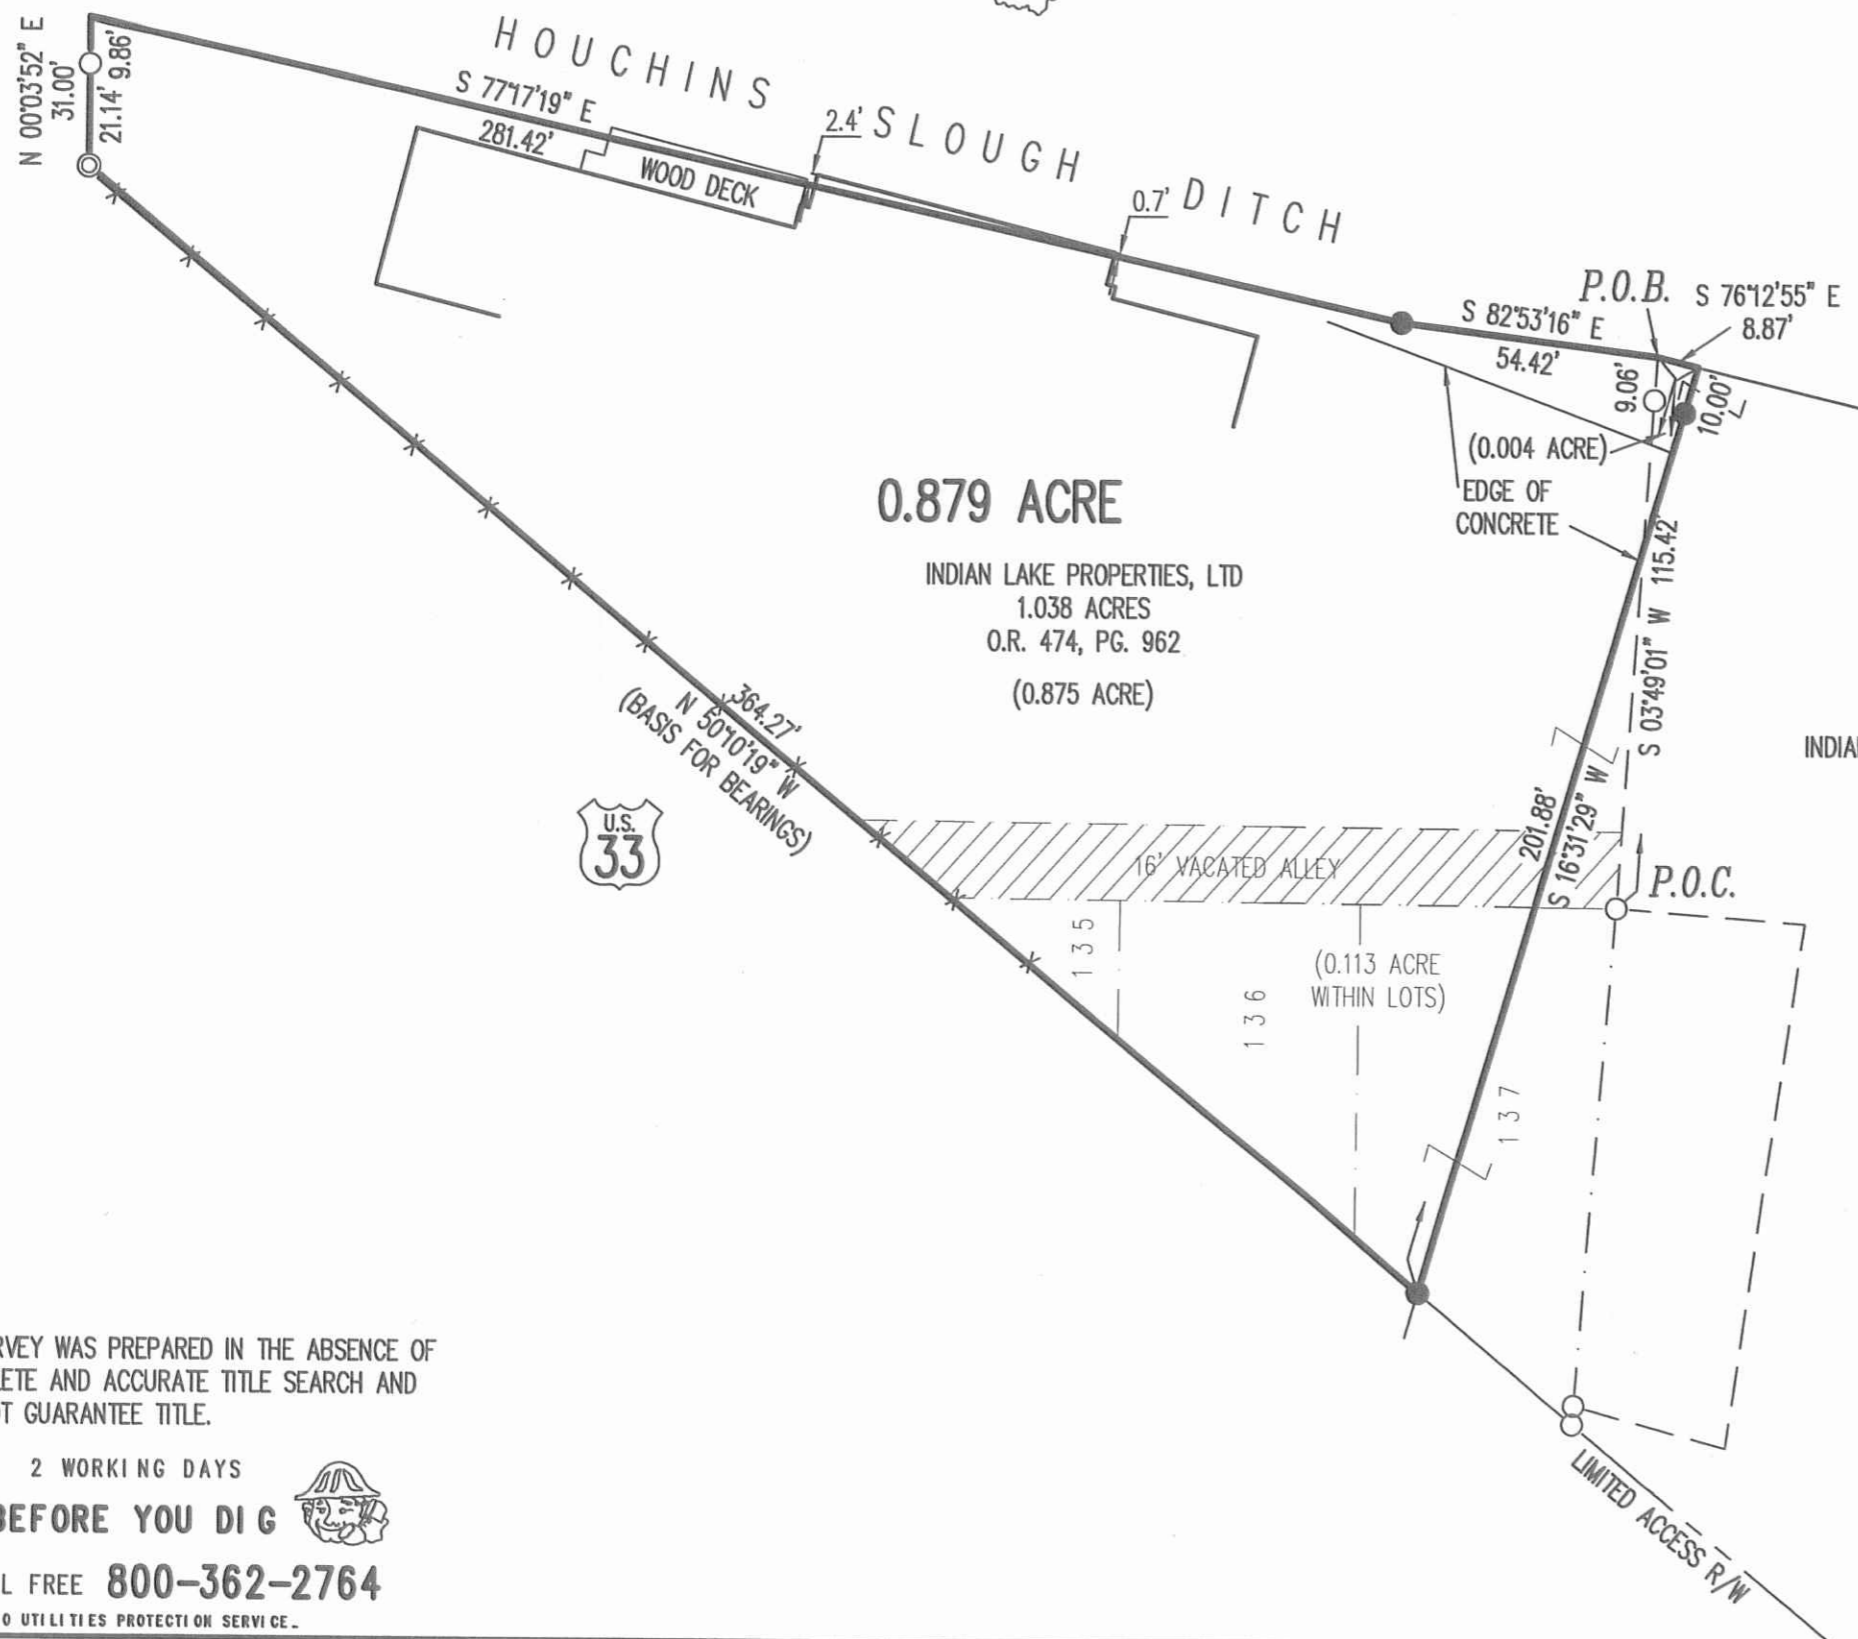 N 00°03'52" E
31.00'
21.14' 9.86'
HOUCHINS SLOUGH DITCH
S 77°17'19" E
281.42'
WOOD DECK
2.4'
0.7'
P.O.B.
S 76°12'55" E
8.87'
S 82°53'16" E
54.42'
9.06'
10.00'
(0.004 ACRE)
EDGE OF
CONCRETE
0.879 ACRE
INDIAN LAKE PROPERTIES, LTD
1.038 ACRES
O.R. 474, PG. 962
(0.875 ACRE)
S 03°49'01" W 115.42'
INDIA
364.27'
N 50°10'19" W
(BASIS FOR BEARINGS)
U.S.
33
201.88'
S 16°31'29" W
16' VACATED ALLEY
P.O.C.
135
136
(0.113 ACRE
WITHIN LOTS)
137
LIMITED ACCESS R/W
RVEY WAS PREPARED IN THE ABSENCE OF
LETE AND ACCURATE TITLE SEARCH AND
OT GUARANTEE TITLE.
2 WORKING DAYS
BEFORE YOU DIG
L FREE 800-362-2764
O UTILITIES PROTECTION SERVICE.